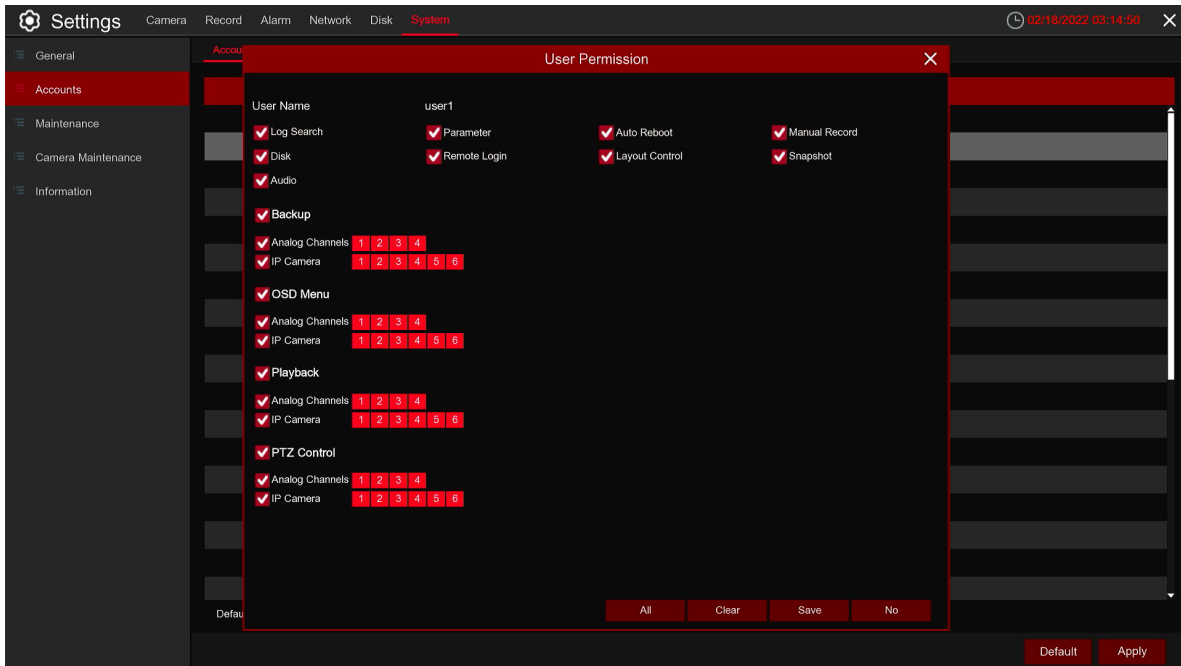 Settings Camera Record Alarm Network Disk System 02/18/2022 03:14:50
General
Accounts
Maintenance
Camera Maintenance
Information
User Permission
User Name user1
Log Search Parameter Auto Reboot Manual Record
Disk Remote Login Layout Control Snapshot
Audio
Backup
Analog Channels 1 2 3 4
IP Camera 1 2 3 4 5 6
OSD Menu
Analog Channels 1 2 3 4
IP Camera 1 2 3 4 5 6
Playback
Analog Channels 1 2 3 4
IP Camera 1 2 3 4 5 6
PTZ Control
Analog Channels 1 2 3 4
IP Camera 1 2 3 4 5 6
All Clear Save No
Default Apply